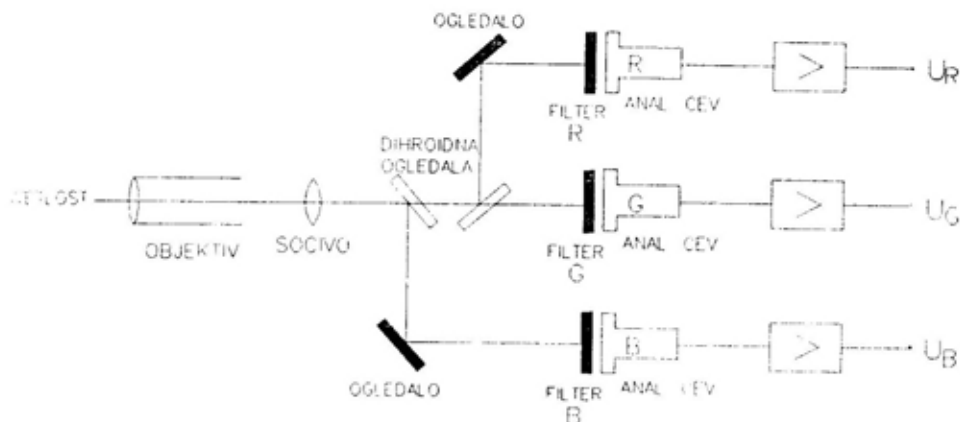 OGLEDALO
R
FILTER
R
ANAL CEV
>
UR
DIHROIDNA
OGLEDALA
OBJEKTIV
SOCIVO
G
FILTER
G
ANAL CEV
>
UG
OGLEDALO
B
FILTER
B
ANAL CEV
>
UB